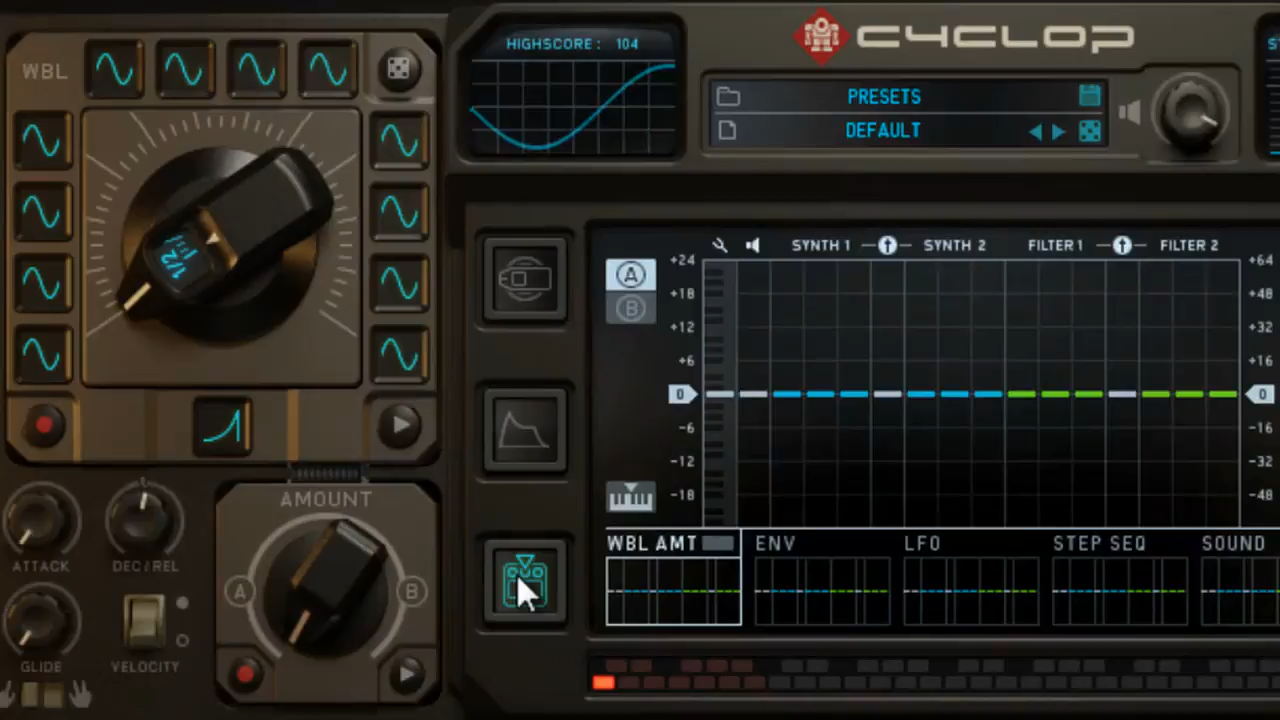 WBL
HIGHSCORE: 104
CYCLOP
PRESETS
DEFAULT
1/2
SYNTH 1
SYNTH 2
FILTER 1
FILTER 2
A
B
+24
+18
+12
+6
0
-6
-12
-18
+64
+48
+32
+16
0
-16
-32
-48
AMOUNT
A
B
ATTACK
DEC/REL
GLIDE
VELOCITY
WBL AMT
ENV
LFO
STEP SEQ
SOUND